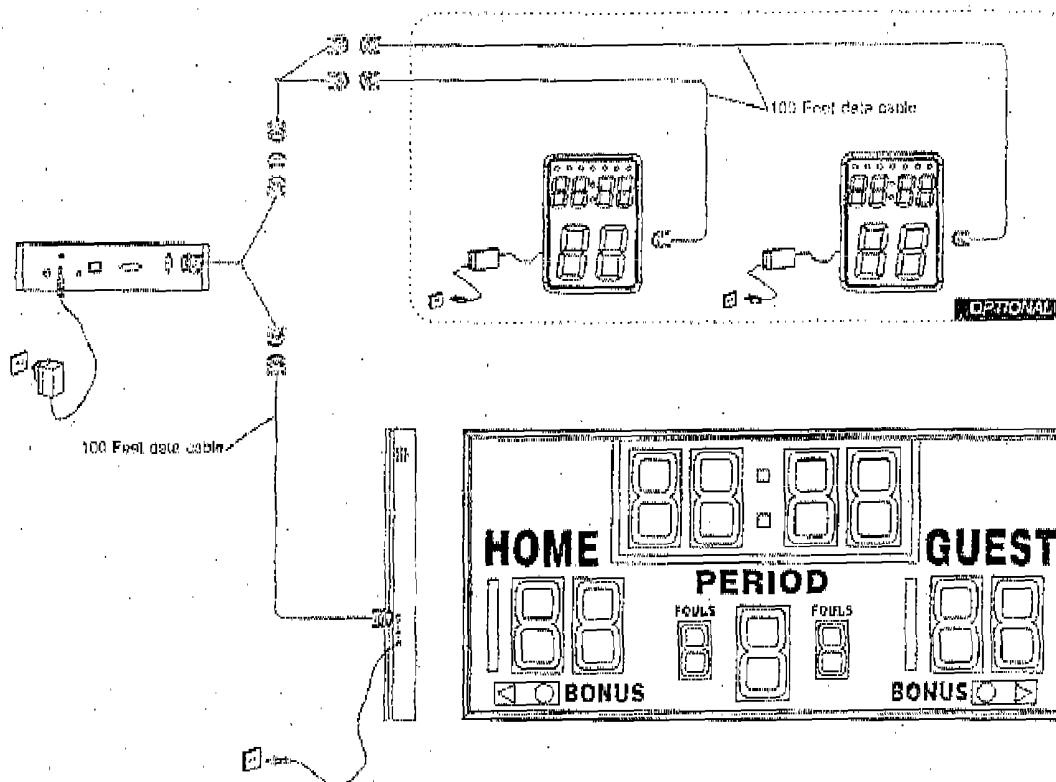 100 Feet data cable
OPTIONAL
100 Feet data cable
HOME
GUEST
PERIOD
FOULS
FOULS
BONUS
BONUS